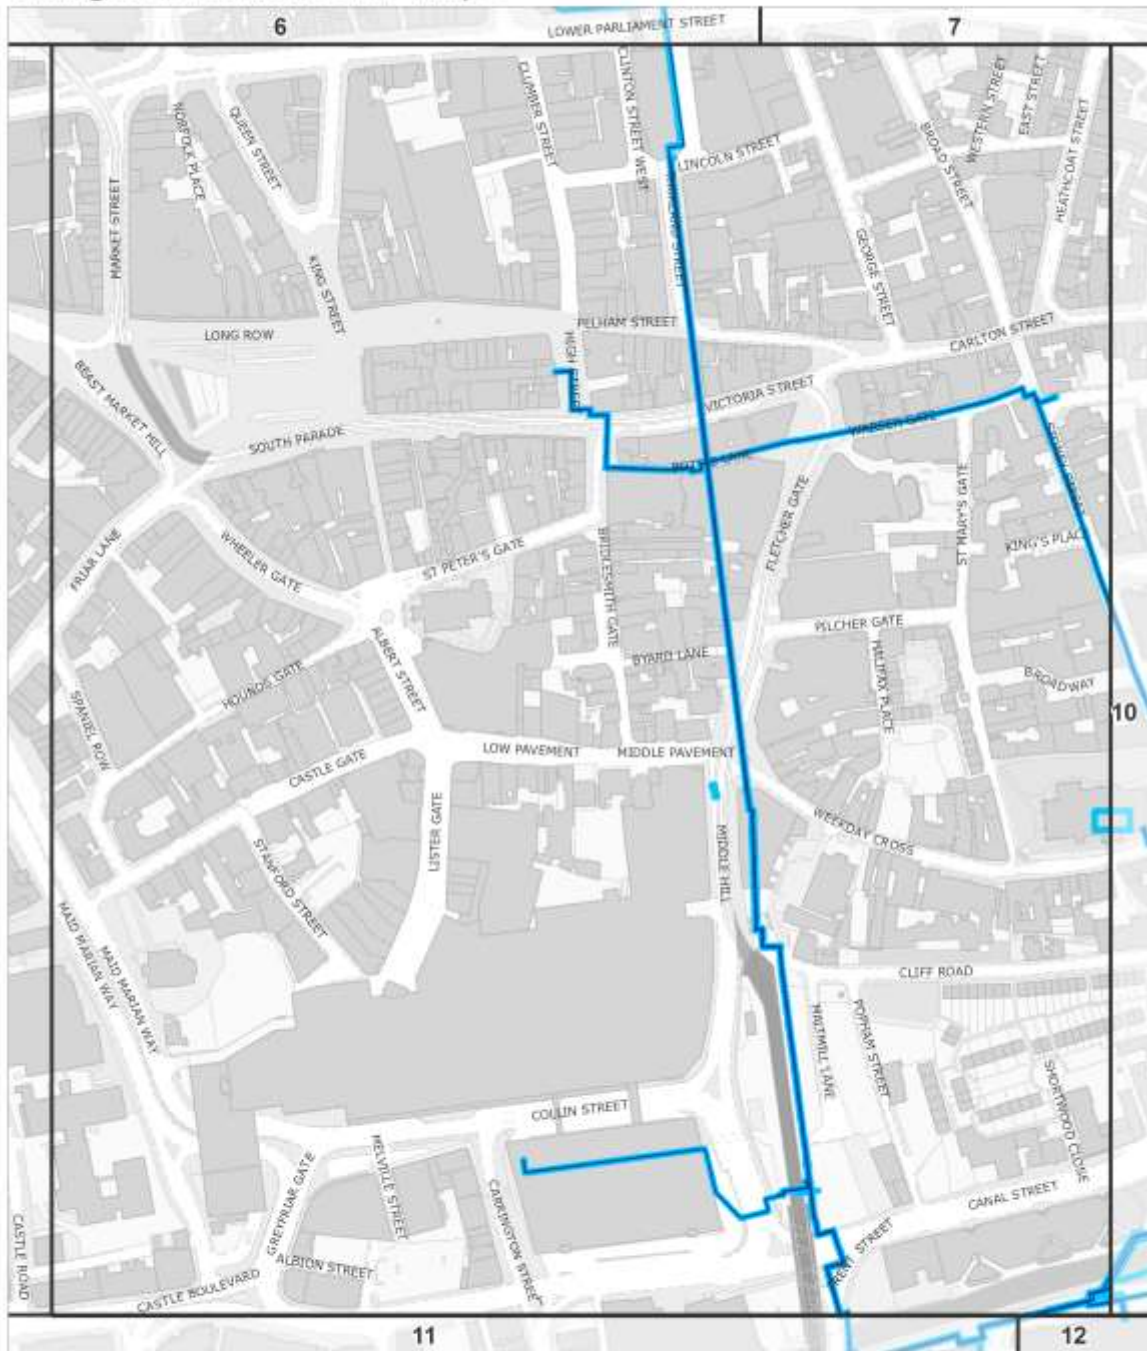 6
LOWER PARLIAMENT STREET
7
CLUMBER STREET
CLINTON STREET WEST
NORFOLK PLACE
QUEEN STREET
LINCOLN STREET
BROAD STREET
WESTERN STREET
EAST STREET
HEATHCOAT STREET
MARKET STREET
KING STREET
GEORGE STREET
LONG ROW
PELHAM STREET
HIGH
CARLTON STREET
BEAST MARKET HILL
SOUTH PARADE
VICTORIA STREET
WARSER GATE
FRIAR LANE
WHEELER GATE
ST PETER'S GATE
BRIDLESMITH GATE
FLETCHER GATE
ST MARY'S GATE
KING'S PLACE
PILCHER GATE
BYARD LANE
HALIFAX PLACE
BROADWAY
ALBERT STREET
HOUNDS GATE
SPANIEL ROW
10
CASTLE GATE
LOW PAVEMENT
MIDDLE PAVEMENT
WEEKDAY CROSS
LISTER GATE
MIDDLE HILL
STANFORD STREET
MAID MARIAN WAY
MAID MARIAN WAY
CLIFF ROAD
MALTMILL LANE
POPHAM STREET
SHORTWOOD CLOSE
COLLIN STREET
MELVILLE STREET
CARRINGTON STREET
GREYFRIAR GATE
CANAL STREET
TRENT STREET
CASTLE ROAD
ALBION STREET
CASTLE BOULEVARD
11
12